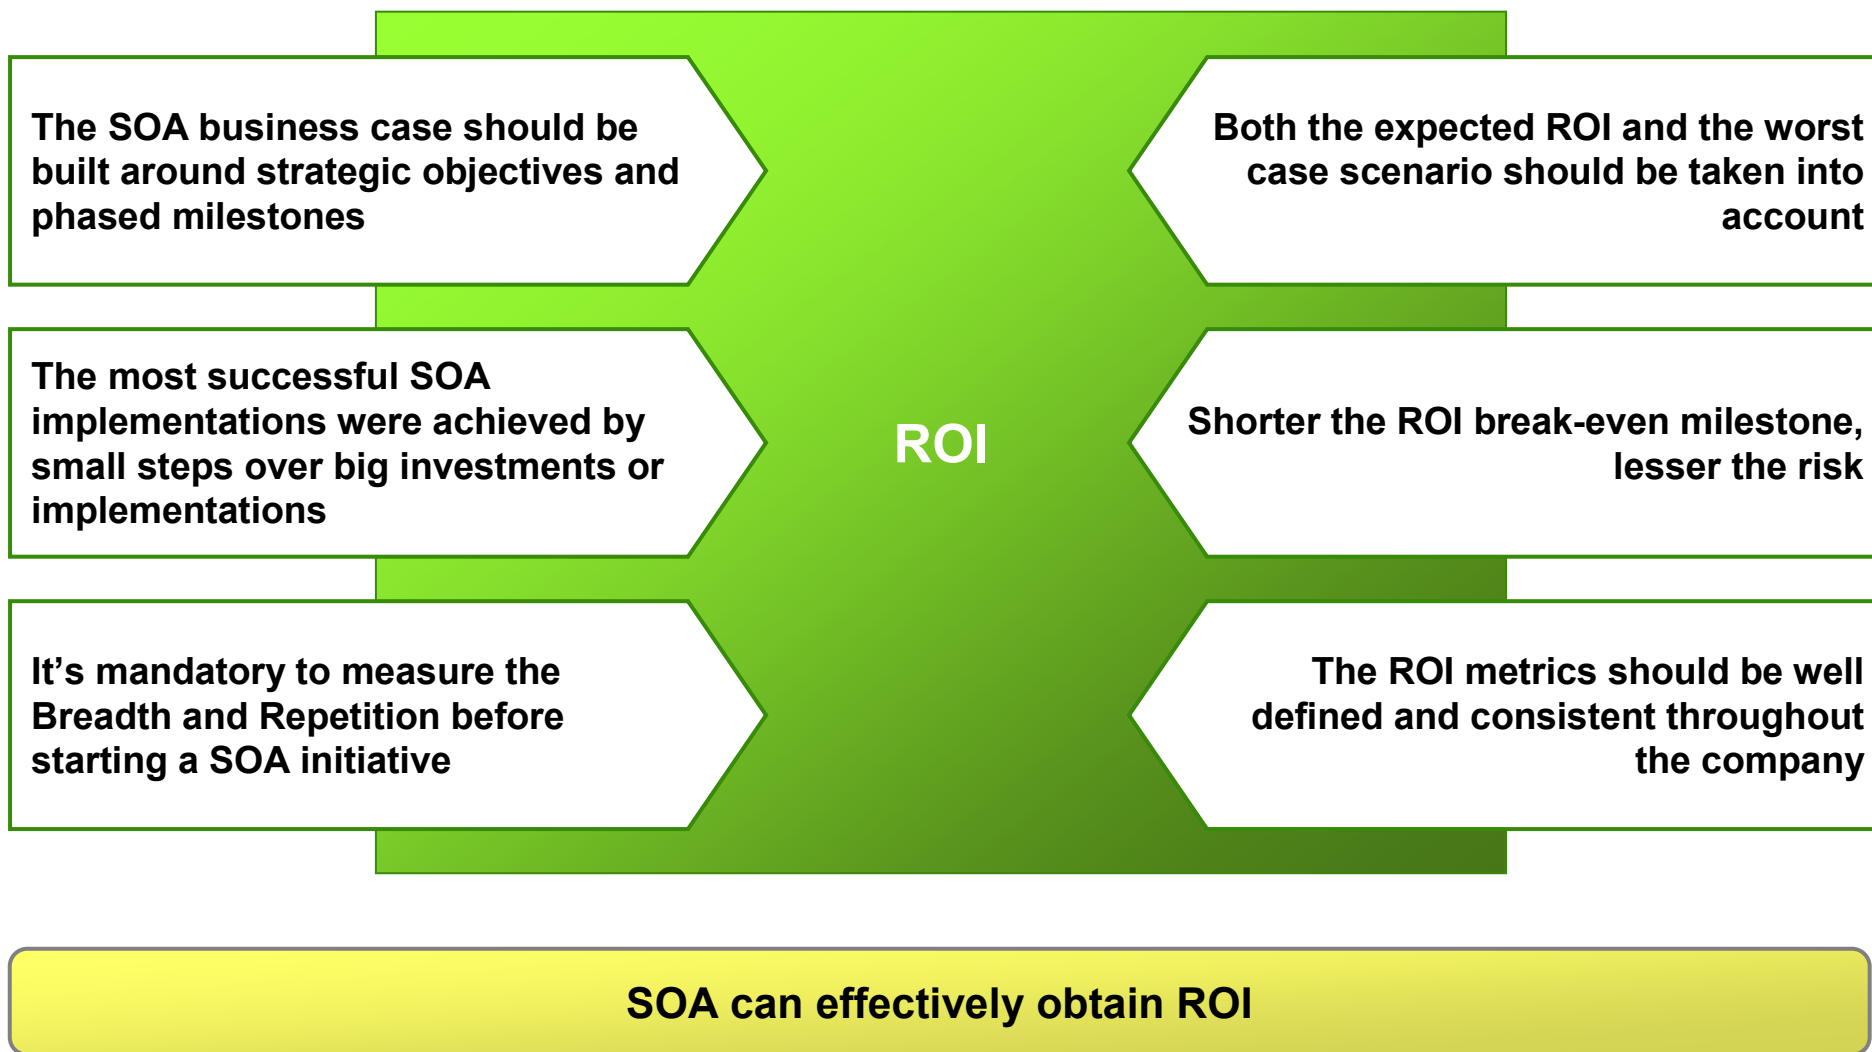 The SOA business case should be
built around strategic objectives and
phased milestones
The most successful SOA
implementations were achieved by
small steps over big investments or
implementations
It’s mandatory to measure the
Breadth and Repetition before
starting a SOA initiative
ROI
Both the expected ROI and the worst
case scenario should be taken into
account
Shorter the ROI break-even milestone,
lesser the risk
The ROI metrics should be well
defined and consistent throughout
the company
SOA can effectively obtain ROI